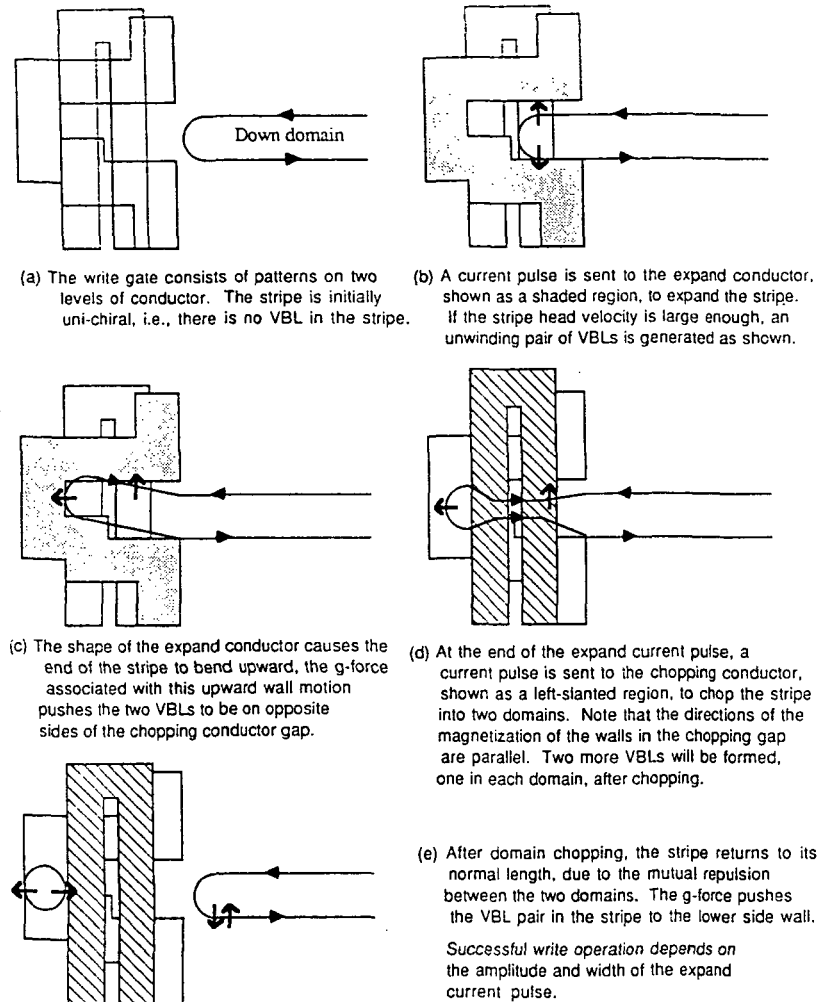 Down domain
(a) The write gate consists of patterns on two
levels of conductor. The stripe is initially
uni-chiral, i.e., there is no VBL in the stripe.
(b) A current pulse is sent to the expand conductor,
shown as a shaded region, to expand the stripe.
If the stripe head velocity is large enough, an
unwinding pair of VBLs is generated as shown.
(c) The shape of the expand conductor causes the
end of the stripe to bend upward, the g-force
associated with this upward wall motion
pushes the two VBLs to be on opposite
sides of the chopping conductor gap.
(d) At the end of the expand current pulse, a
current pulse is sent to the chopping conductor,
shown as a left-slanted region, to chop the stripe
into two domains. Note that the directions of the
magnetization of the walls in the chopping gap
are parallel. Two more VBLs will be formed,
one in each domain, after chopping.
(e) After domain chopping, the stripe returns to its
normal length, due to the mutual repulsion
between the two domains. The g-force pushes
the VBL pair in the stripe to the lower side wall.
Successful write operation depends on
the amplitude and width of the expand
current pulse.